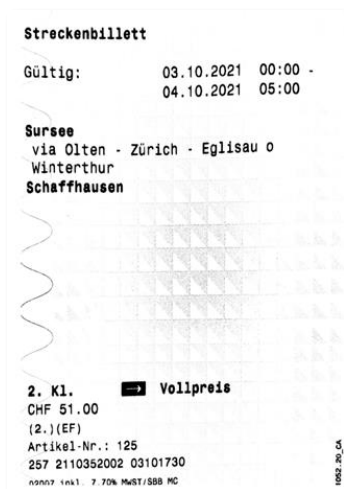 Streckenbillett
Gültig: 03.10.2021 00:00 -
04.10.2021 05:00
Sursee
via Olten - Zürich - Eglisau o
Winterthur
Schaffhausen
2. Kl. → Vollpreis
CHF 51.00
(2.)(EF)
Artikel-Nr.: 125
257 2110352002 03101730
02007 inkl. 7.70% MWST/SBB MC
1052.20_CA